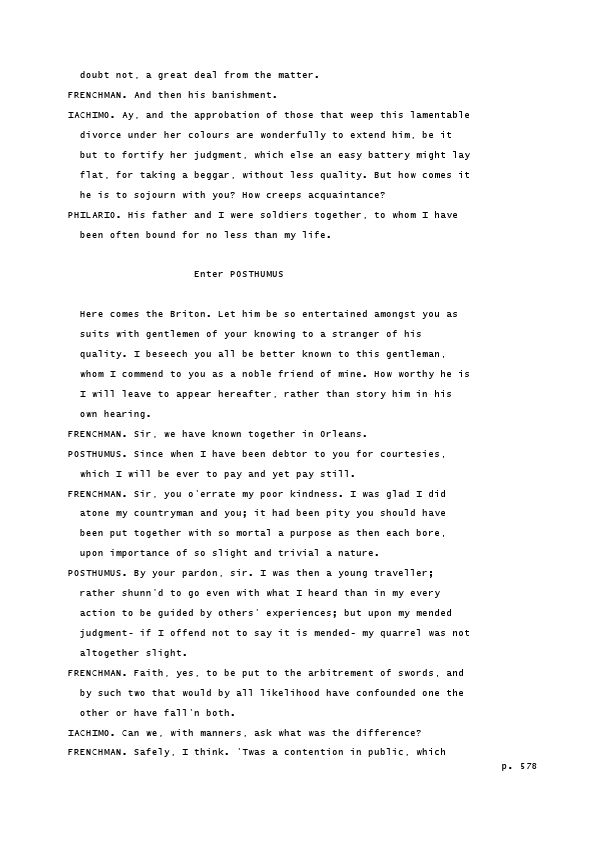 doubt not, a great deal from the matter.
FRENCHMAN. And then his banishment.
IACHIMO. Ay, and the approbation of those that weep this lamentable
divorce under her colours are wonderfully to extend him, be it
but to fortify her judgment, which else an easy battery might lay
flat, for taking a beggar, without less quality. But how comes it
he is to sojourn with you? How creeps acquaintance?
PHILARIO. His father and I were soldiers together, to whom I have
been often bound for no less than my life.
Enter POSTHUMUS
Here comes the Briton. Let him be so entertained amongst you as
suits with gentlemen of your knowing to a stranger of his
quality. I beseech you all be better known to this gentleman,
whom I commend to you as a noble friend of mine. How worthy he is
I will leave to appear hereafter, rather than story him in his
own hearing.
FRENCHMAN. Sir, we have known together in Orleans.
POSTHUMUS. Since when I have been debtor to you for courtesies,
which I will be ever to pay and yet pay still.
FRENCHMAN. Sir, you o'errate my poor kindness. I was glad I did
atone my countryman and you; it had been pity you should have
been put together with so mortal a purpose as then each bore,
upon importance of so slight and trivial a nature.
POSTHUMUS. By your pardon, sir. I was then a young traveller;
rather shunn'd to go even with what I heard than in my every
action to be guided by others' experiences; but upon my mended
judgment- if I offend not to say it is mended- my quarrel was not
altogether slight.
FRENCHMAN. Faith, yes, to be put to the arbitrement of swords, and
by such two that would by all likelihood have confounded one the
other or have fall'n both.
IACHIMO. Can we, with manners, ask what was the difference?
FRENCHMAN. Safely, I think. 'Twas a contention in public, which
p. 578